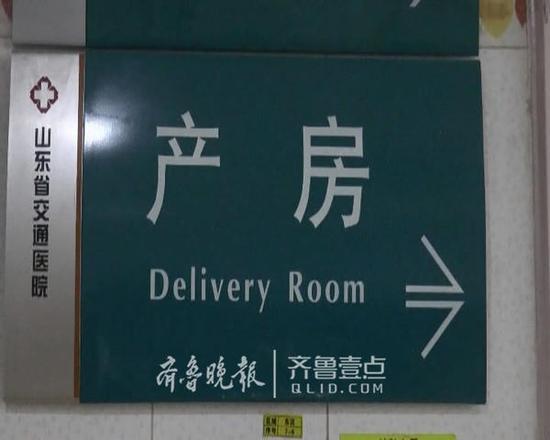 山东省交通医院
产房
Delivery Room
齐鲁晚报 齐鲁壹点
QLID.COM